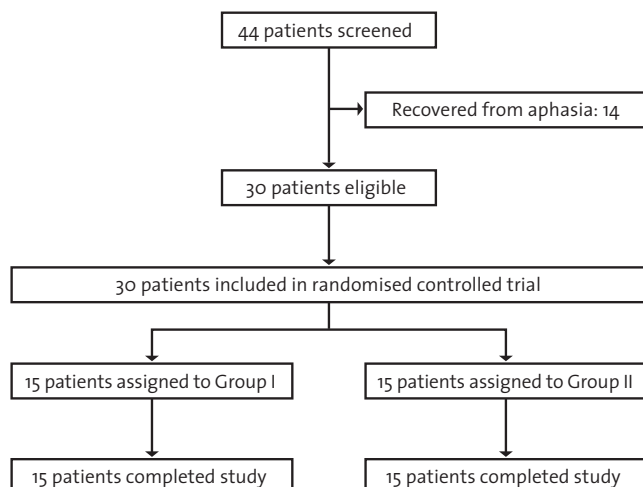 44 patients screened
Recovered from aphasia: 14
30 patients eligible
30 patients included in randomised controlled trial
15 patients assigned to Group I
15 patients assigned to Group II
15 patients completed study
15 patients completed study